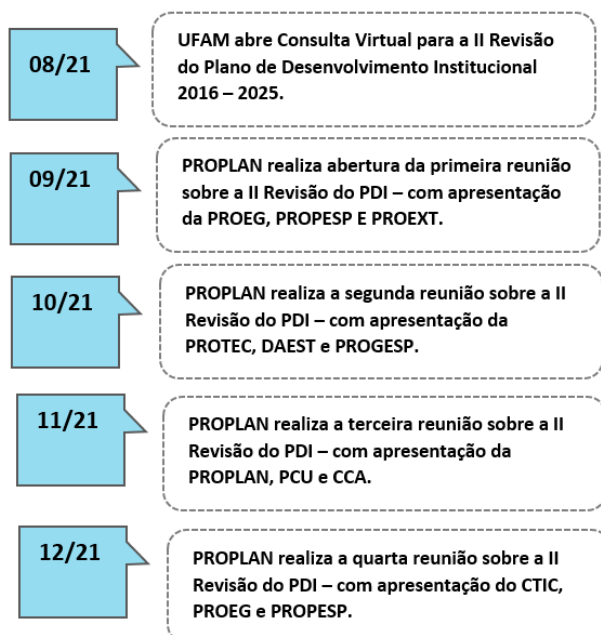 08/21
UFAM abre Consulta Virtual para a II Revisão
do Plano de Desenvolvimento Institucional
2016 – 2025.
09/21
PROPLAN realiza abertura da primeira reunião
sobre a II Revisão do PDI – com apresentação
da PROEG, PROPESP E PROEXT.
10/21
PROPLAN realiza a segunda reunião sobre a II
Revisão do PDI – com apresentação da
PROTEC, DAEST e PROGESP.
11/21
PROPLAN realiza a terceira reunião sobre a II
Revisão do PDI – com apresentação da
PROPLAN, PCU e CCA.
12/21
PROPLAN realiza a quarta reunião sobre a II
Revisão do PDI – com apresentação do CTIC,
PROEG e PROPESP.